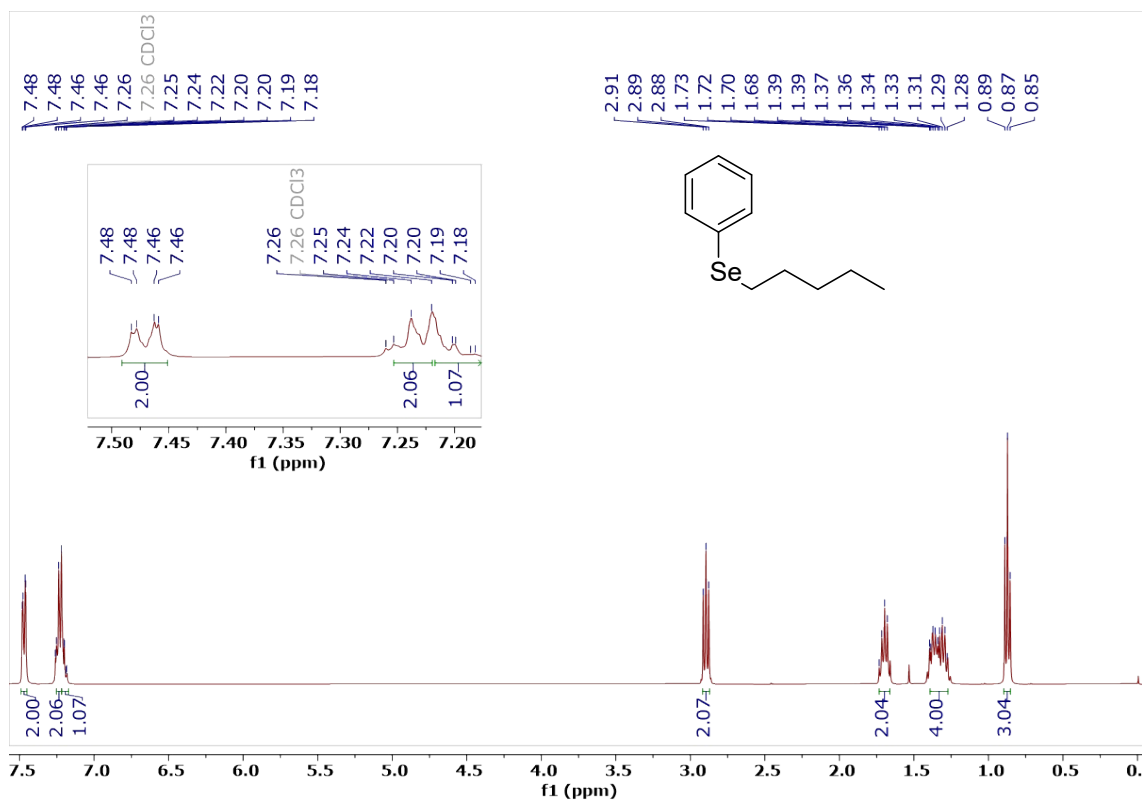 7.48 7.48 7.46 7.46 7.26 7.26 CDCl3 7.25 7.24 7.22 7.20 7.20 7.19 7.18
2.91 2.89 2.88 1.73 1.72 1.70 1.68 1.39 1.39 1.37 1.36 1.34 1.33 1.31 1.29 1.28 0.89 0.87 0.85
7.48 7.48 7.46 7.46 7.26 7.26 CDCl3 7.25 7.24 7.22 7.20 7.20 7.19 7.18
Se
2.00 2.06 1.07
7.50 7.45 7.40 7.35 7.30 7.25 7.20
f1 (ppm)
2.00 2.06 1.07 2.07 2.04 4.00 3.04
7.5 7.0 6.5 6.0 5.5 5.0 4.5 4.0 3.5 3.0 2.5 2.0 1.5 1.0 0.5 0.
f1 (ppm)